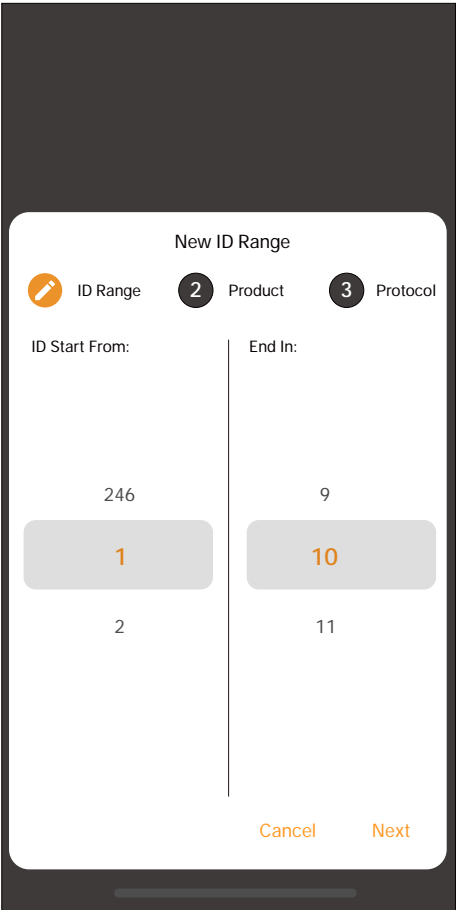 New ID Range
ID Range 2 Product 3 Protocol
ID Start From: End In:
246 9
1 10
2 11
Cancel Next